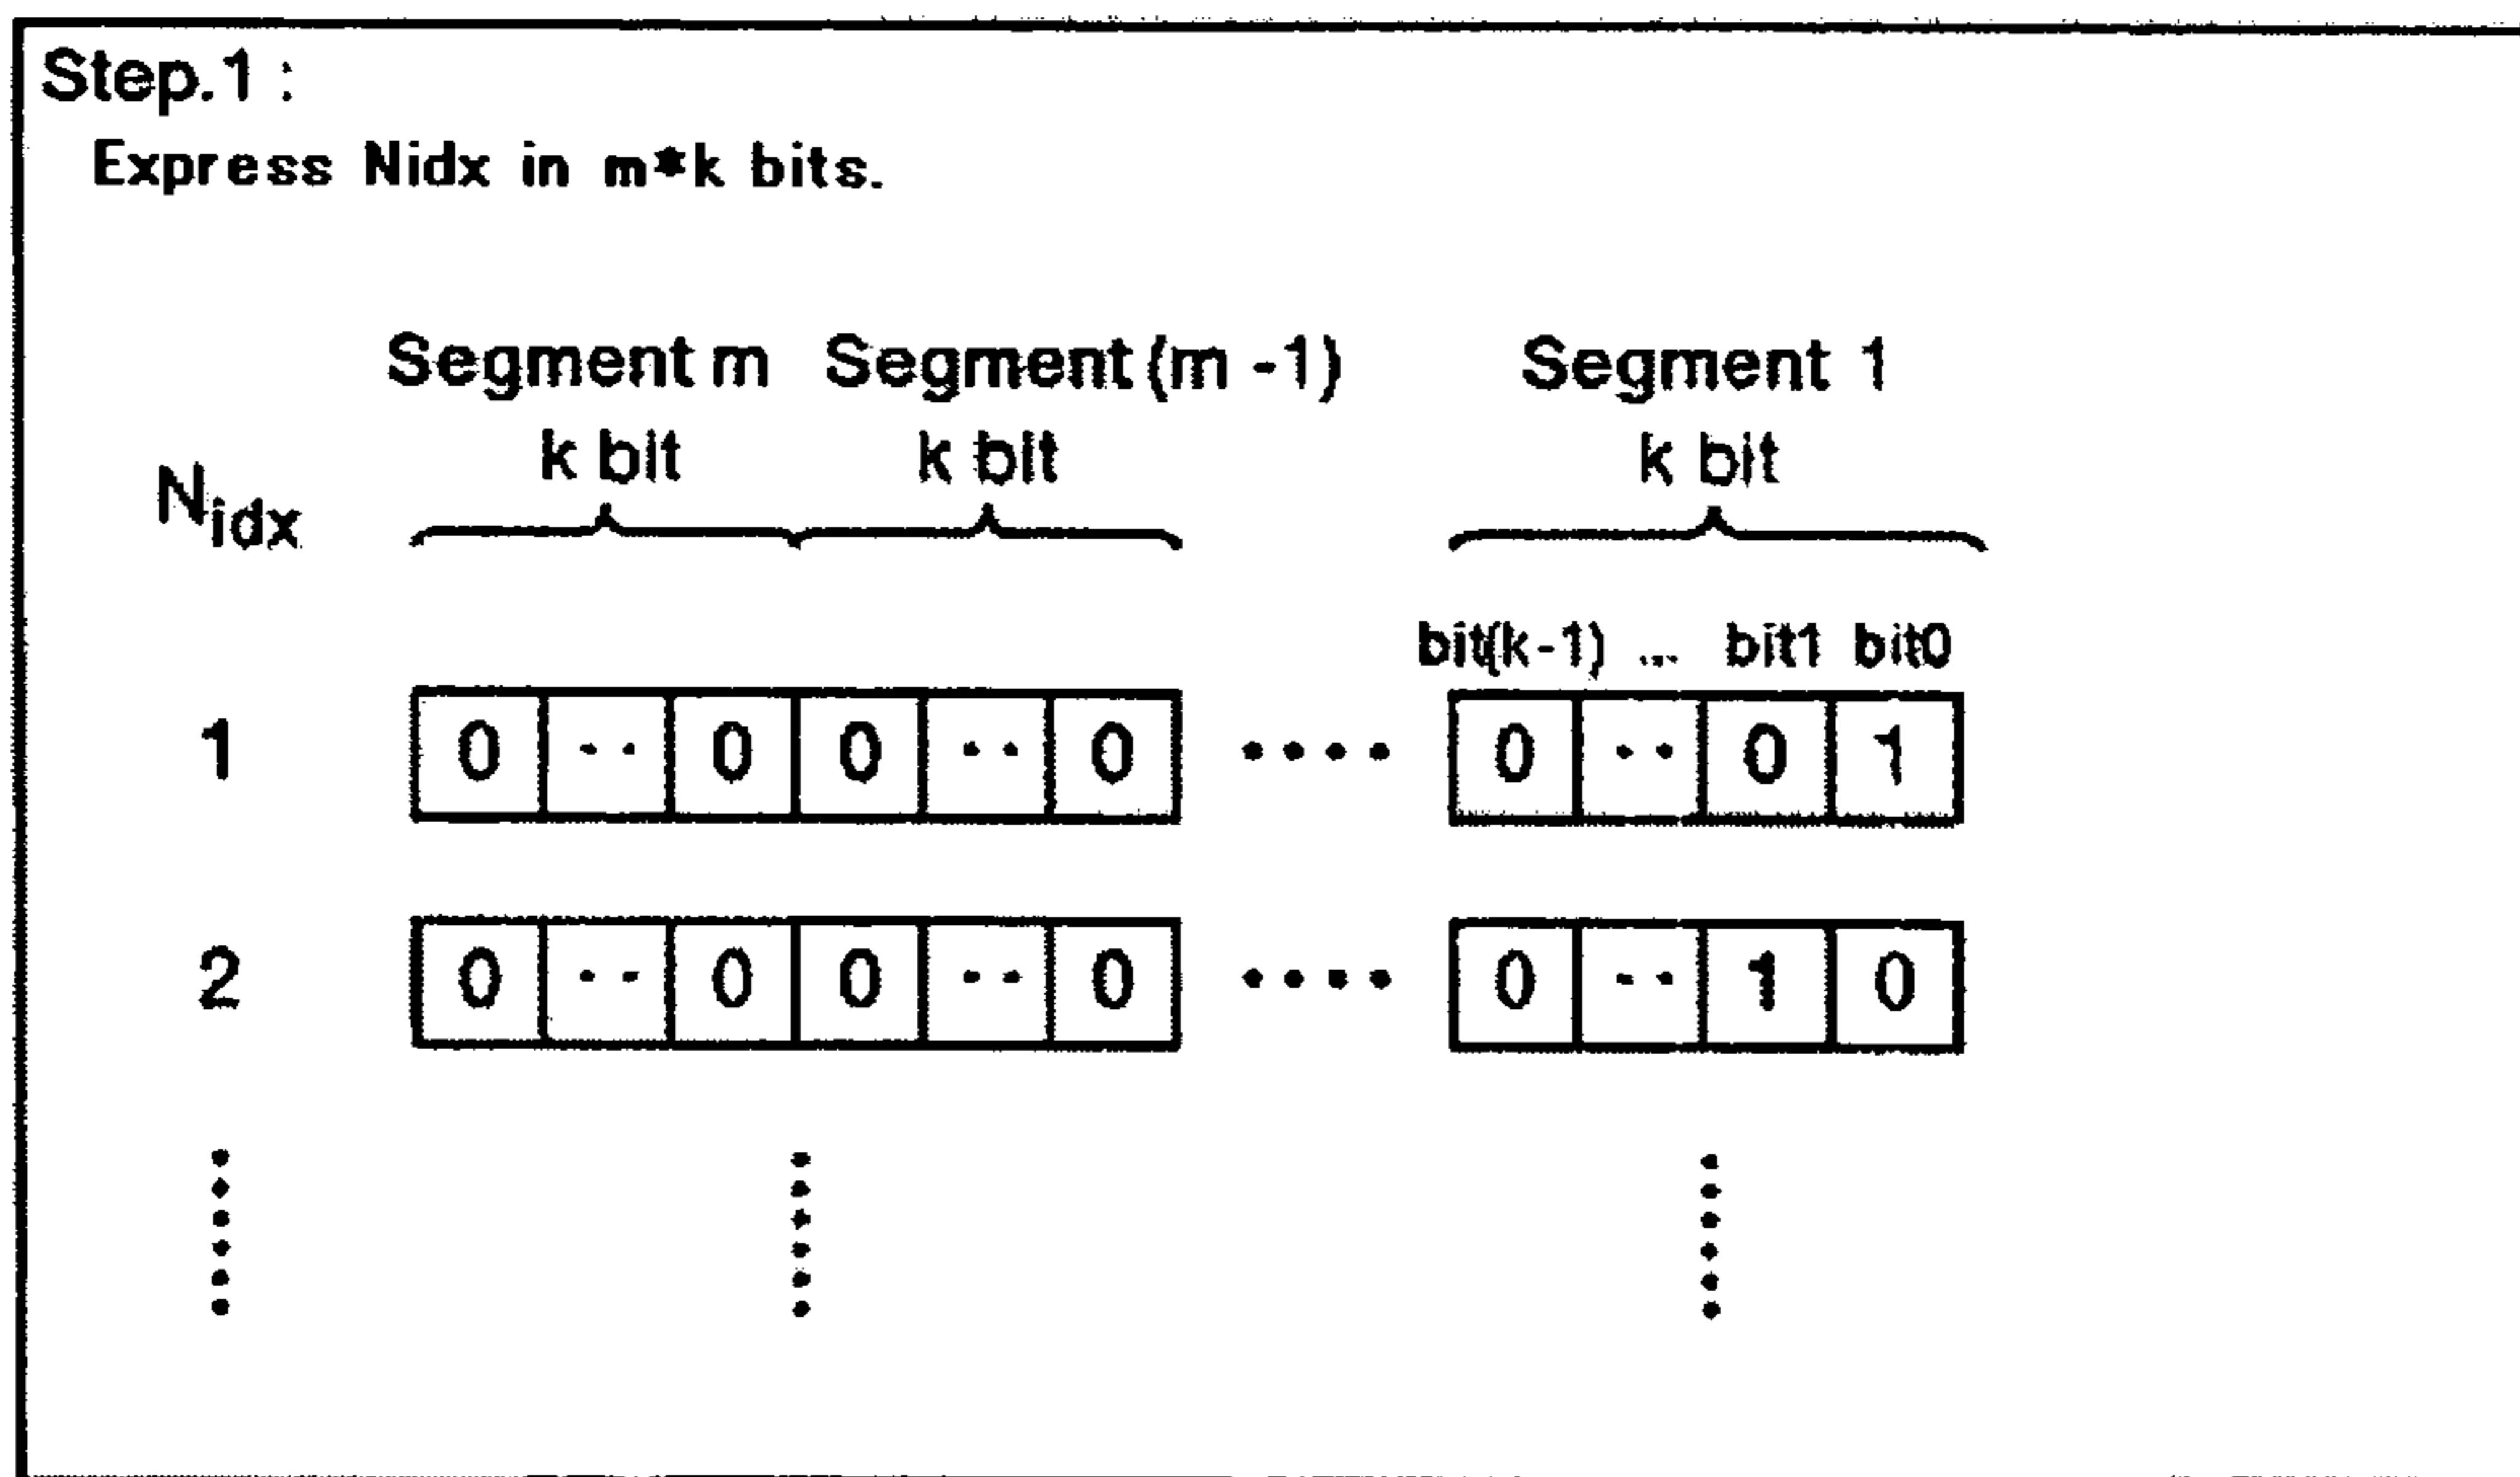 Step.1 :
Express Nidx in m*k bits.
Segment m Segment (m -1) Segment 1
k bit k bit k bit
Nidx
bit(k-1) ... bit1 bit0
1 0 .. 0 0 .. 0 .... 0 .. 0 1
2 0 .. 0 0 .. 0 .... 0 .. 1 0